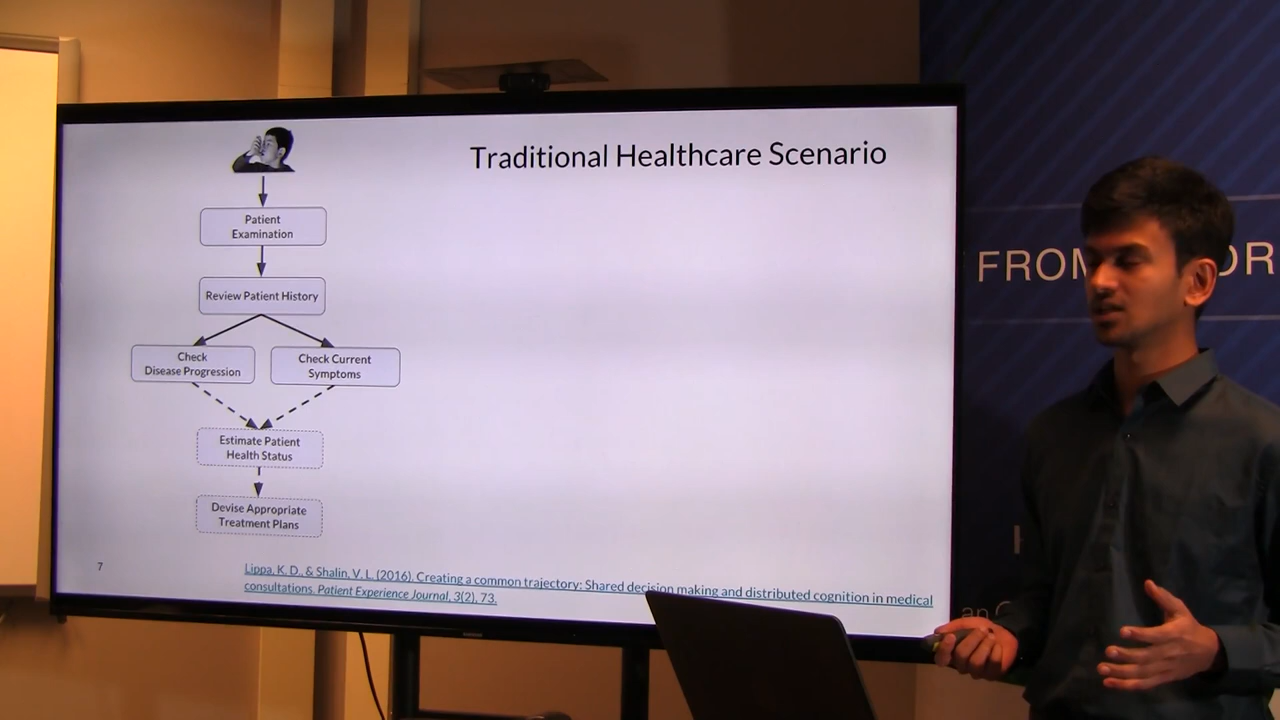 Traditional Healthcare Scenario
Patient
Examination
Review Patient History
Check
Disease Progression
Check Current
Symptoms
Estimate Patient
Health Status
Devise Appropriate
Treatment Plans
7
Lippa, K. D., & Shalin, V. L. (2016). Creating a common trajectory: Shared decision making and distributed cognition in medical
consultations. Patient Experience Journal, 3(2), 73.
FROM